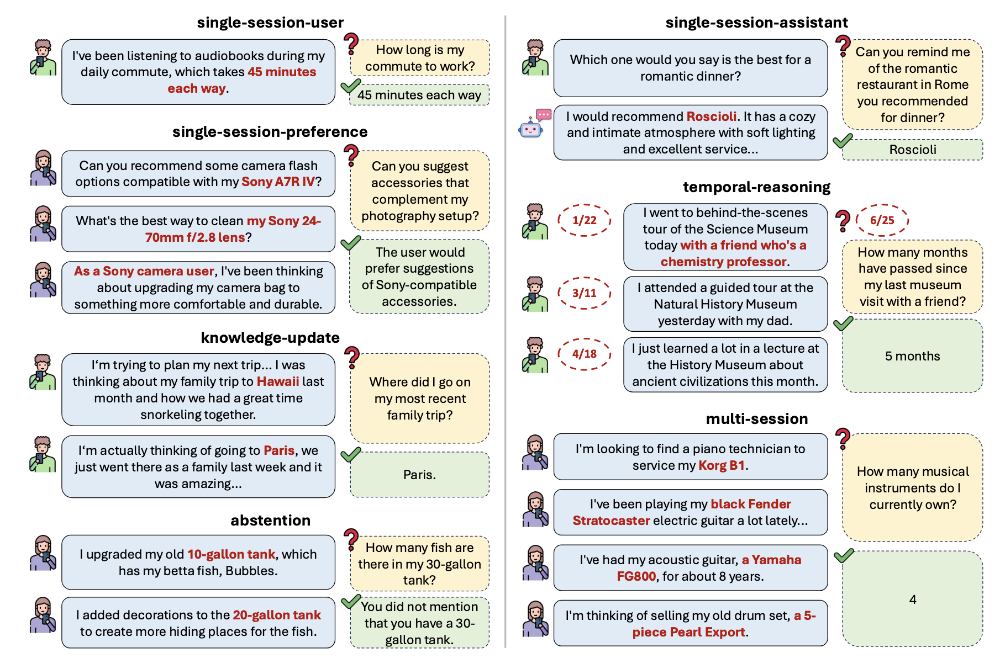 single-session-user
I've been listening to audiobooks during my
daily commute, which takes 45 minutes
each way.
How long is my
commute to work?
45 minutes each way
single-session-preference
Can you recommend some camera flash
options compatible with my Sony A7R IV?
What's the best way to clean my Sony 24-
70mm f/2.8 lens?
As a Sony camera user, I've been thinking
about upgrading my camera bag to
something more comfortable and durable.
Can you suggest
accessories that
complement my
photography setup?
The user would
prefer suggestions
of Sony-compatible
accessories.
knowledge-update
I‘m trying to plan my next trip... I was
thinking about my family trip to Hawaii last
month and how we had a great time
snorkeling together.
I‘m actually thinking of going to Paris, we
just went there as a family last week and it
was amazing...
Where did I go on
my most recent
family trip?
Paris.
abstention
I upgraded my old 10-gallon tank, which
has my betta fish, Bubbles.
I added decorations to the 20-gallon tank
to create more hiding places for the fish.
How many fish are
there in my 30-gallon
tank?
You did not mention
that you have a 30-
gallon tank.
single-session-assistant
Which one would you say is the best for a
romantic dinner?
I would recommend Roscioli. It has a cozy
and intimate atmosphere with soft lighting
and excellent service...
Can you remind me
of the romantic
restaurant in Rome
you recommended
for dinner?
Roscioli
temporal-reasoning
1/22
I went to behind-the-scenes
tour of the Science Museum
today with a friend who's a
chemistry professor.
3/11
I attended a guided tour at the
Natural History Museum
yesterday with my dad.
4/18
I just learned a lot in a lecture at
the History Museum about
ancient civilizations this month.
6/25
How many months
have passed since
my last museum
visit with a friend?
5 months
multi-session
I'm looking to find a piano technician to
service my Korg B1.
I've been playing my black Fender
Stratocaster electric guitar a lot lately...
I've had my acoustic guitar, a Yamaha
FG800, for about 8 years.
I'm thinking of selling my old drum set, a 5-
piece Pearl Export.
How many musical
instruments do I
currently own?
4